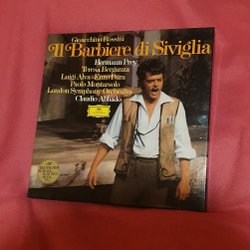 Gioacchino Rossini
Il Barbiere di Siviglia
Hermann Prey
Teresa Berganza
Luigi Alva · Enzo Dara
Paolo Montarsolo
London Symphony Orchestra
Claudio Abbado